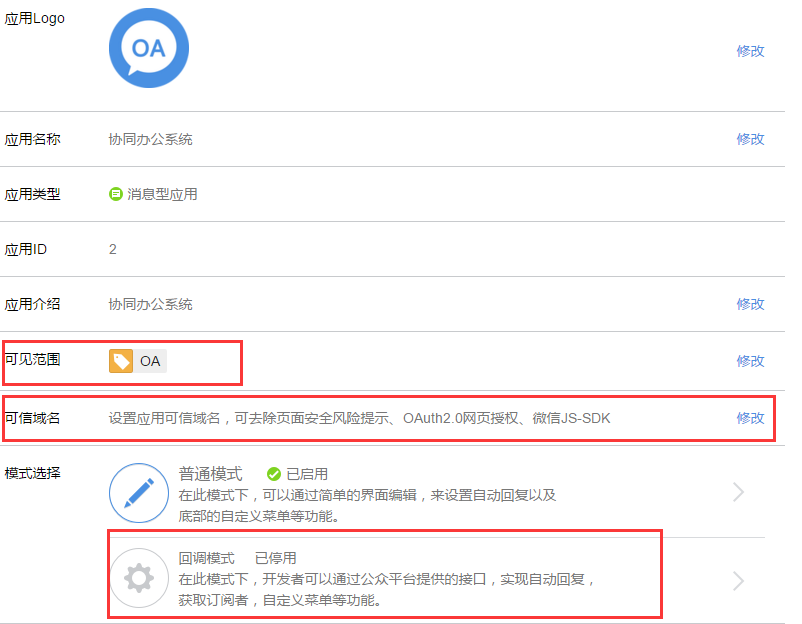 应用Logo
OA
修改
应用名称 协同办公系统 修改
应用类型 消息型应用
应用ID 2
应用介绍 协同办公系统 修改
可见范围 OA 修改
可信域名 设置应用可信域名，可去除页面安全风险提示、OAuth2.0网页授权、微信JS-SDK 修改
模式选择 普通模式 已启用
在此模式下，可以通过简单的界面编辑，来设置自动回复以及
底部的自定义菜单等功能。
回调模式 已停用
在此模式下，开发者可以通过公众平台提供的接口，实现自动回复，
获取订阅者，自定义菜单等功能。